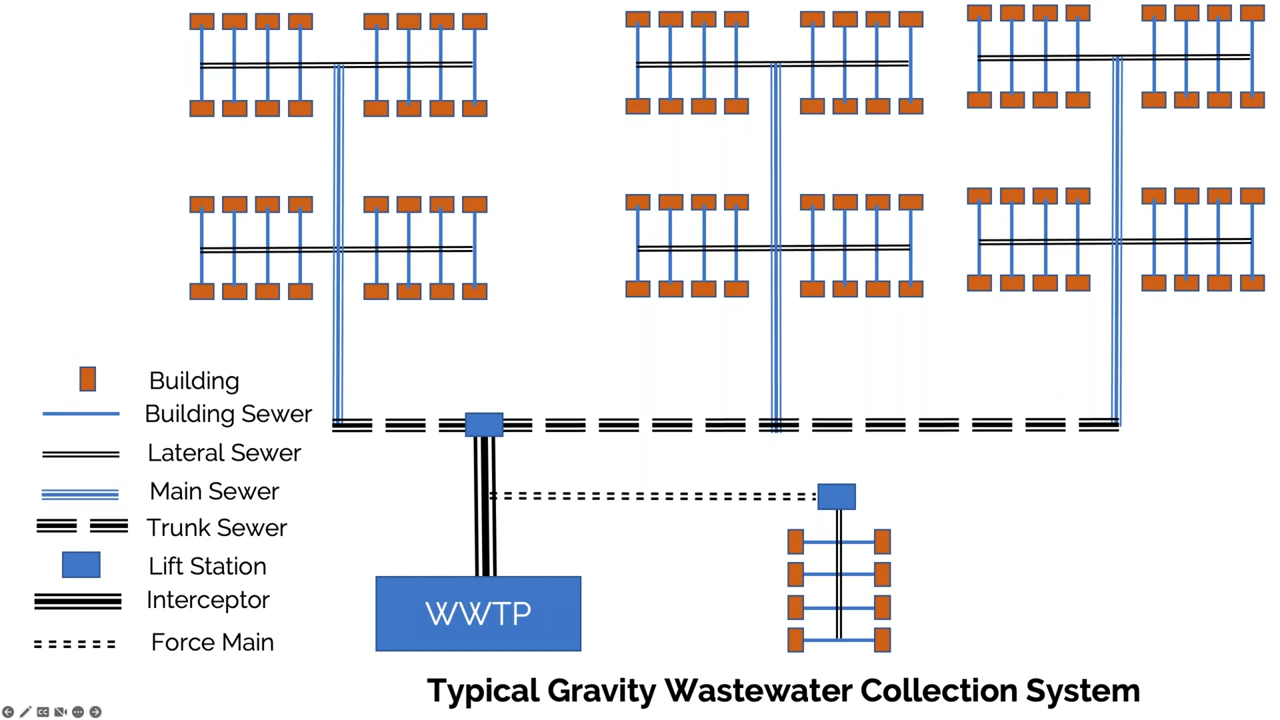 Building
Building Sewer
Lateral Sewer
Main Sewer
Trunk Sewer
Lift Station
Interceptor
Force Main
WWTP
Typical Gravity Wastewater Collection System